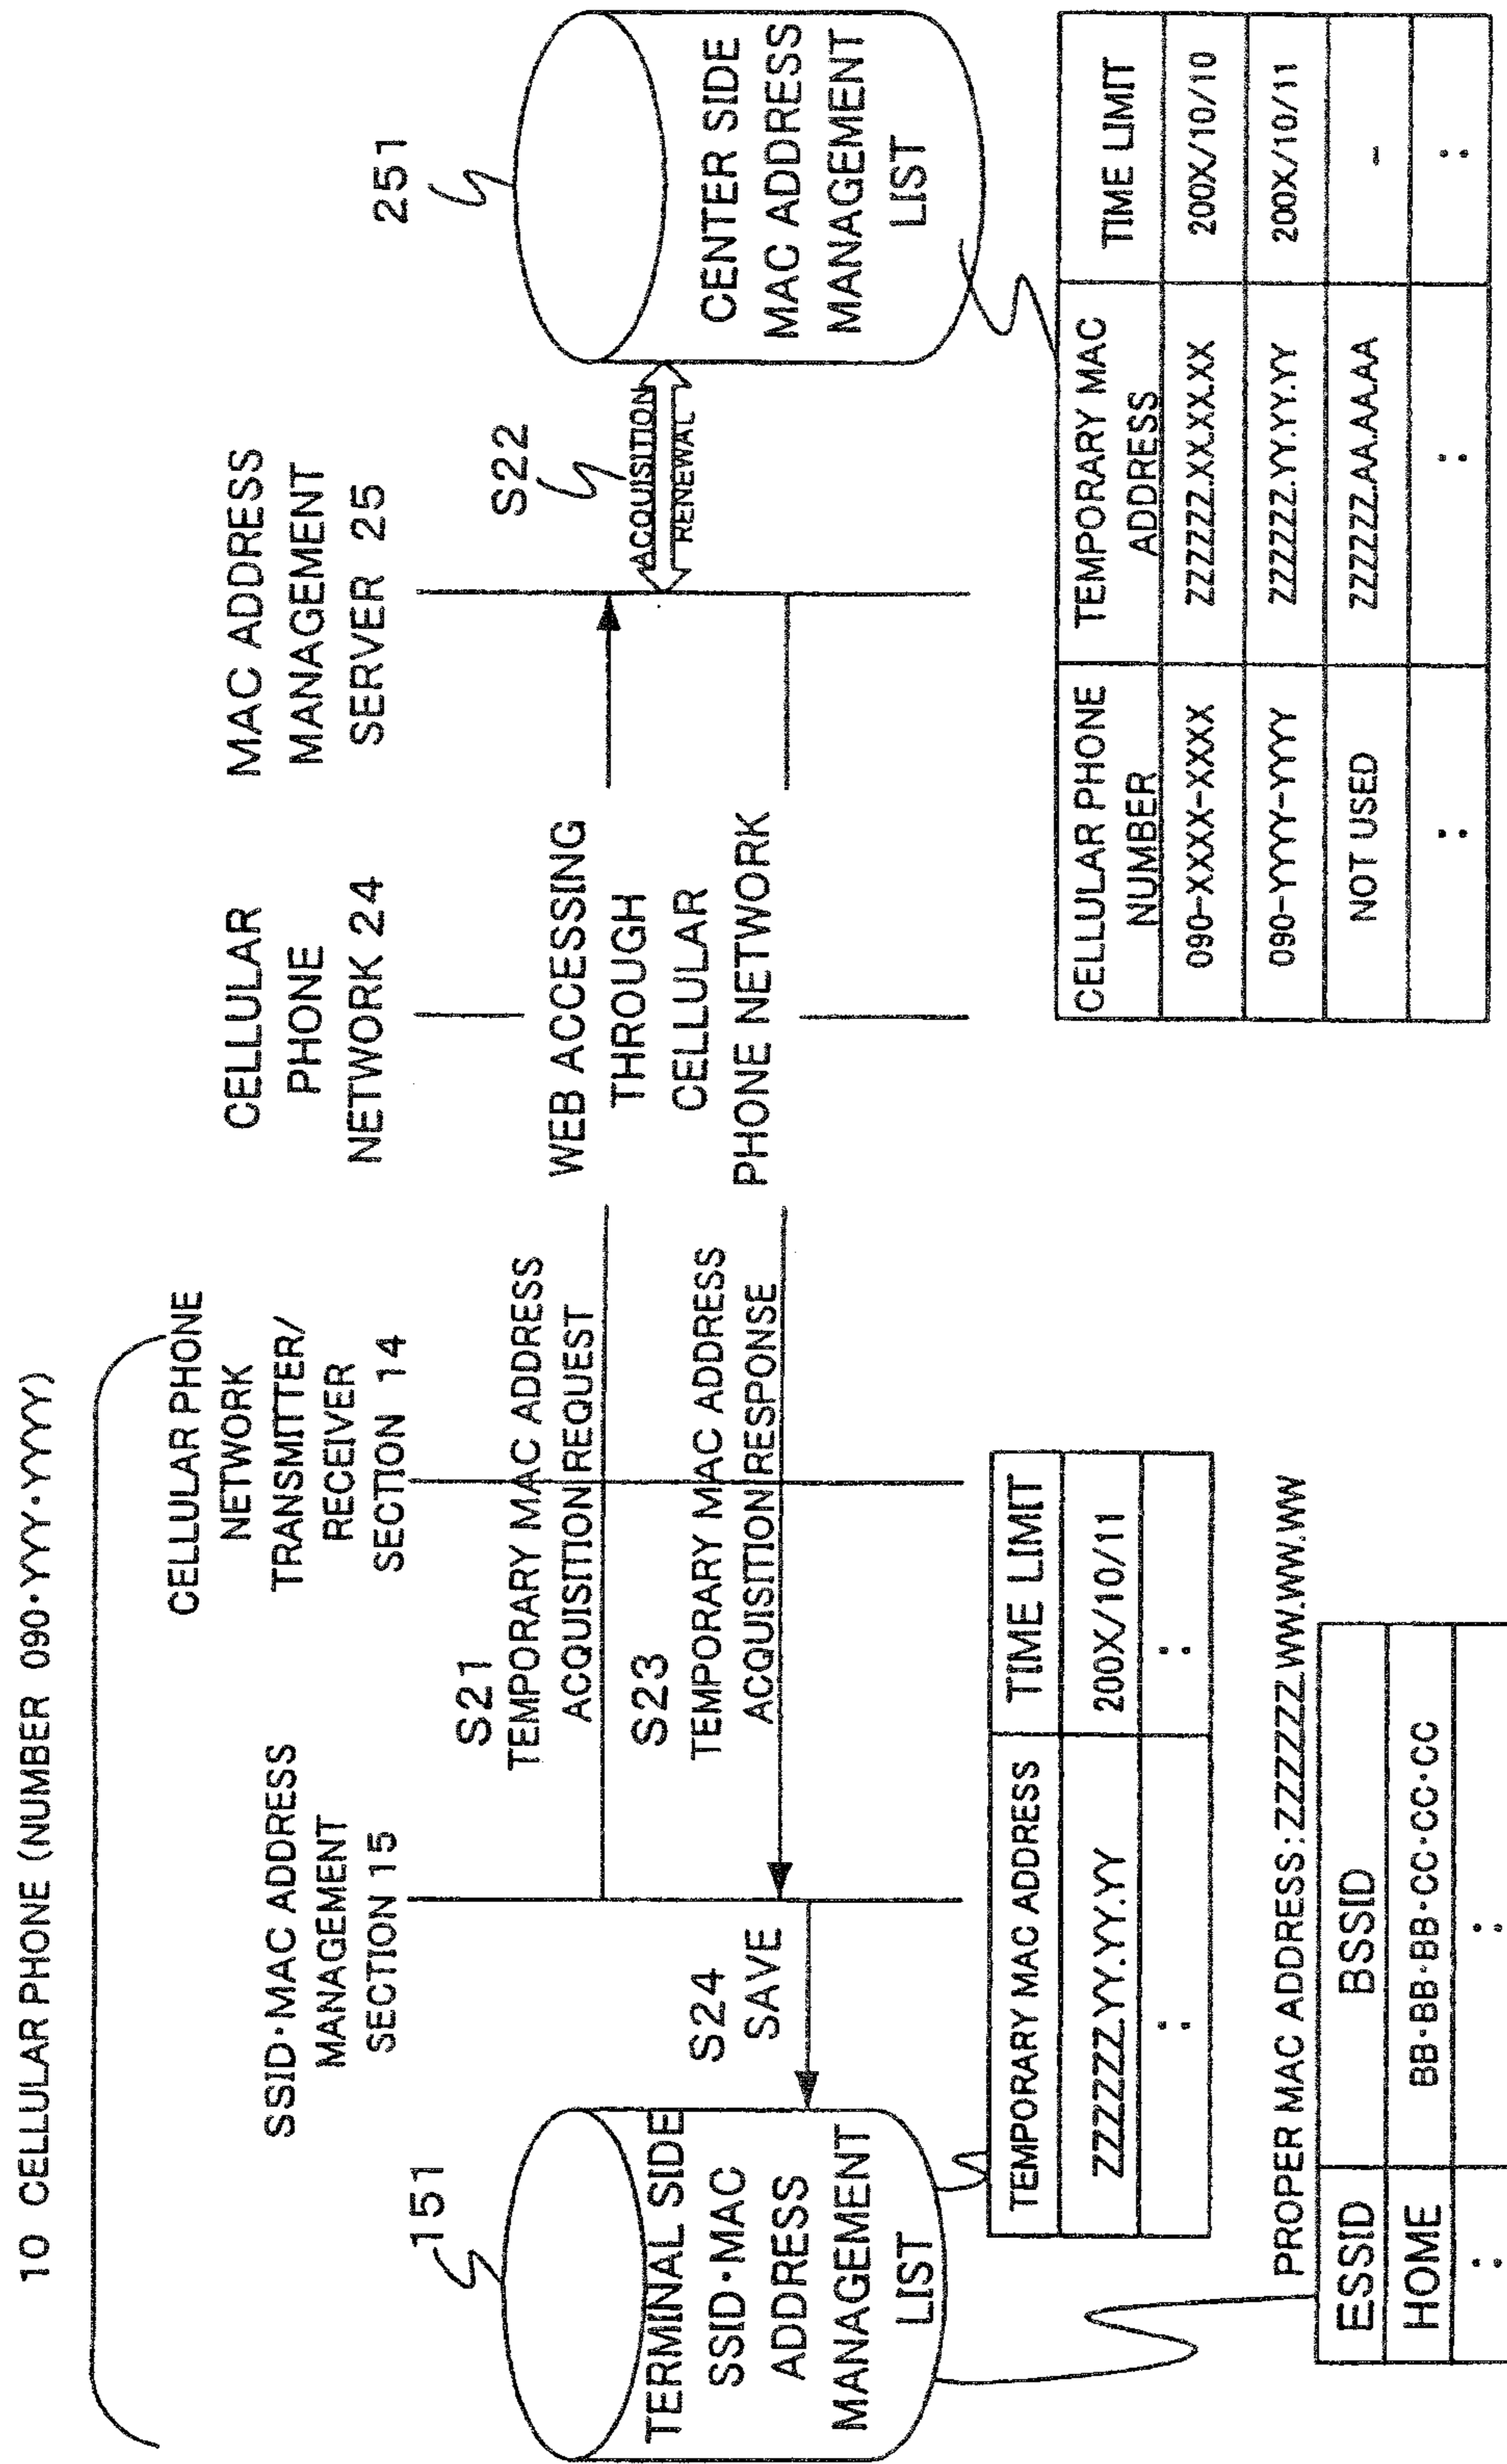 10 CELLULAR PHONE (NUMBER 090·YYY·YYYY)
CELLULAR PHONE
NETWORK
TRANSMITTER/
RECEIVER
SECTION 14
SSID·MAC ADDRESS
MANAGEMENT
SECTION 15
CELLULAR
PHONE
NETWORK 24
MAC ADDRESS
MANAGEMENT
SERVER 25
151
TERMINAL SIDE
SSID·MAC
ADDRESS
MANAGEMENT
LIST
S21
TEMPORARY MAC ADDRESS
ACQUISITION REQUEST
S23
TEMPORARY MAC ADDRESS
ACQUISITION RESPONSE
S24
SAVE
WEB ACCESSING
THROUGH
CELLULAR
PHONE NETWORK
S22
ACQUISITION
RENEWAL
251
CENTER SIDE
MAC ADDRESS
MANAGEMENT
LIST
TEMPORARY MAC ADDRESS TIME LIMIT
ZZZZZZ.YY.YY.YY 200X/10/11
: :
PROPER MAC ADDRESS:ZZZZZZ.WW.WW.WW
ESSID BSSID
HOME BB·BB·BB·CC·CC·CC
: :
CELLULAR PHONE NUMBER TEMPORARY MAC ADDRESS TIME LIMIT
090-XXXX-XXXX ZZZZZZ.XX.XX.XX 200X/10/10
090-YYYY-YYYY ZZZZZZ.YY.YY.YY 200X/10/11
NOT USED ZZZZZZ.AA.AA.AA -
: : :